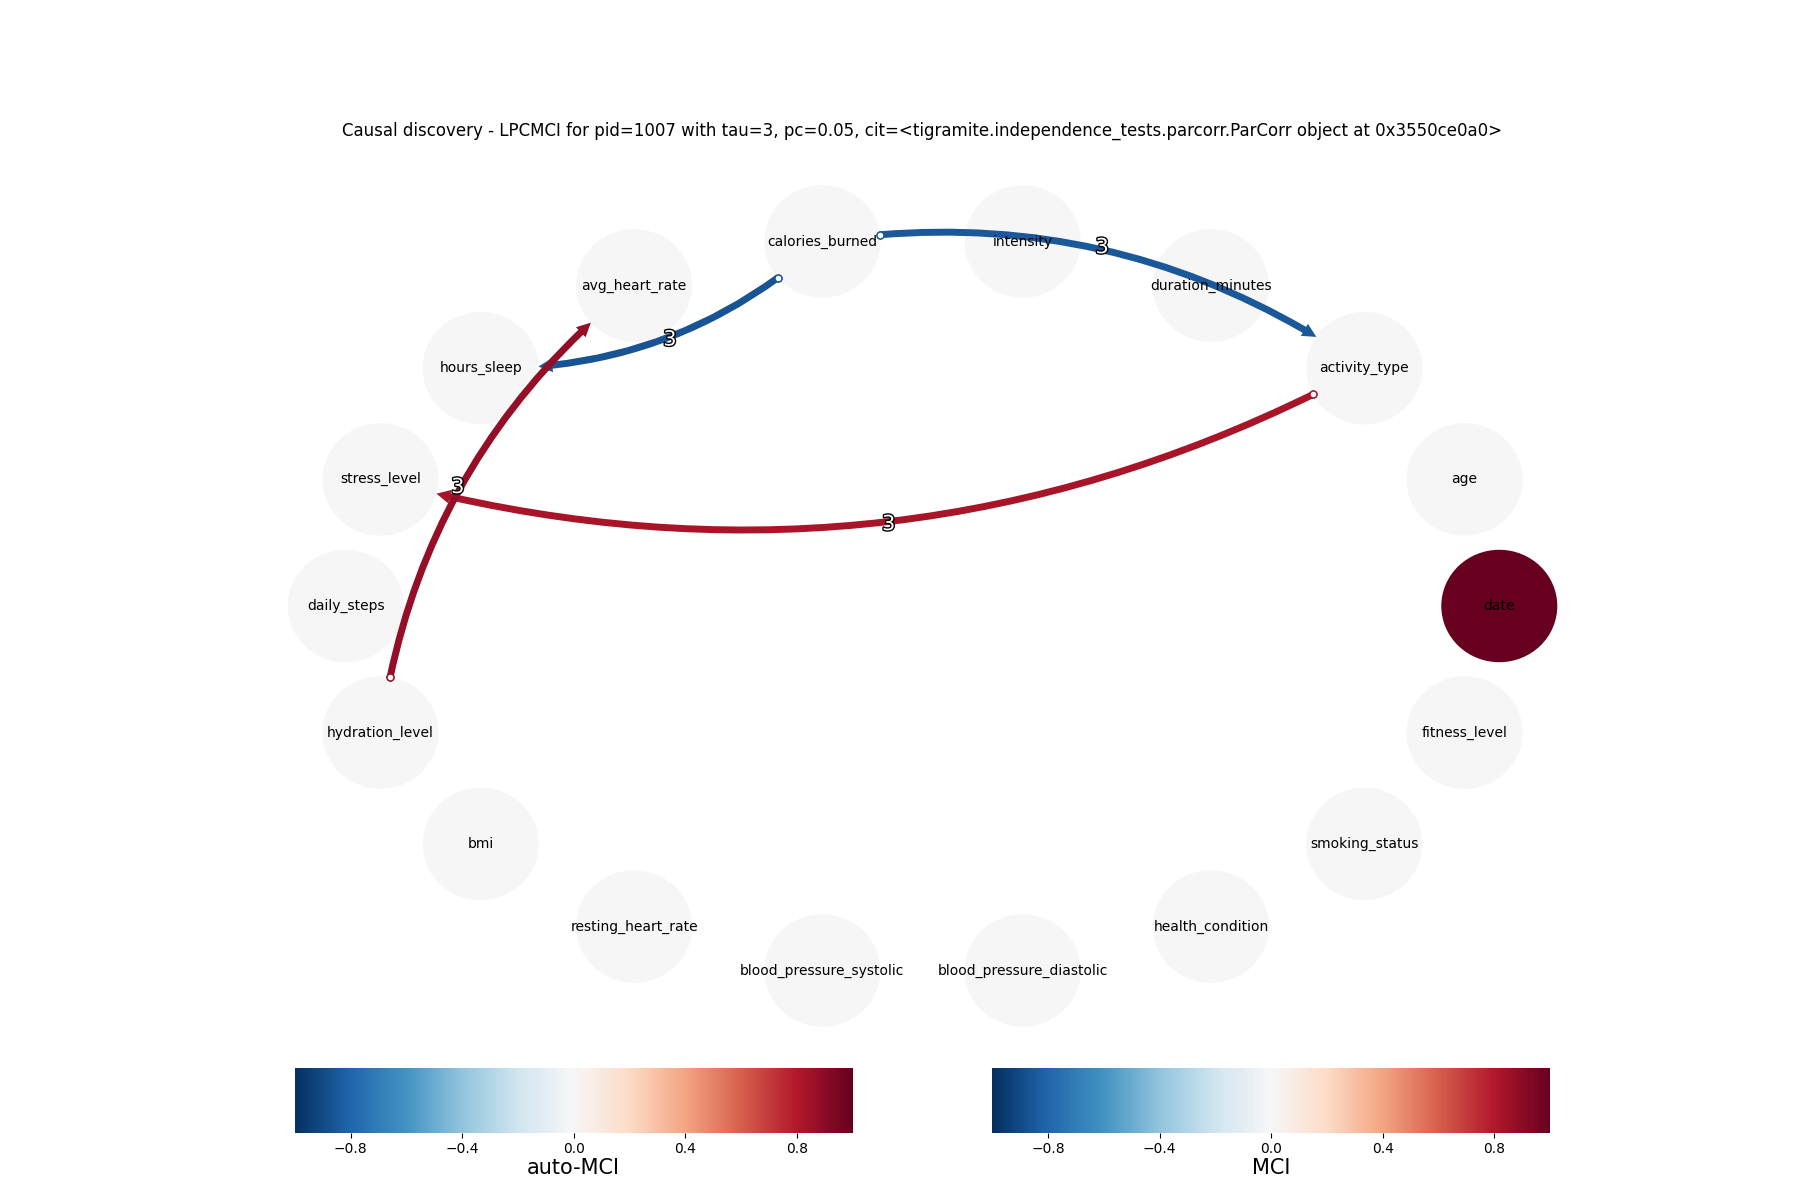 Causal discovery - LPCMCI for pid=1007 with tau=3, pc=0.05, cit=<tigramite.independence_tests.parcorr.ParCorr object at 0x3550ce0a0>
calories_burned
intensity
3
avg_heart_rate
duration_minutes
3
hours_sleep
activity_type
stress_level
3
age
3
daily_steps
date
hydration_level
fitness_level
bmi
smoking_status
resting_heart_rate
health_condition
blood_pressure_systolic
blood_pressure_diastolic
−0.8 −0.4 0.0 0.4 0.8
auto-MCI
−0.8 −0.4 0.0 0.4 0.8
MCI